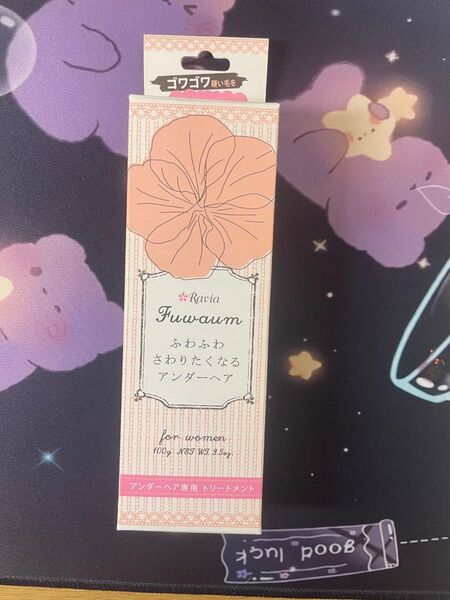 ゴワゴワ硬い毛を
Ravia
Fuwaum
ふわふわ
さわりたくなる
アンダーヘア
for women
100g NET WT. 3.5oz.
アンダーヘア専用 トリートメント
good luck